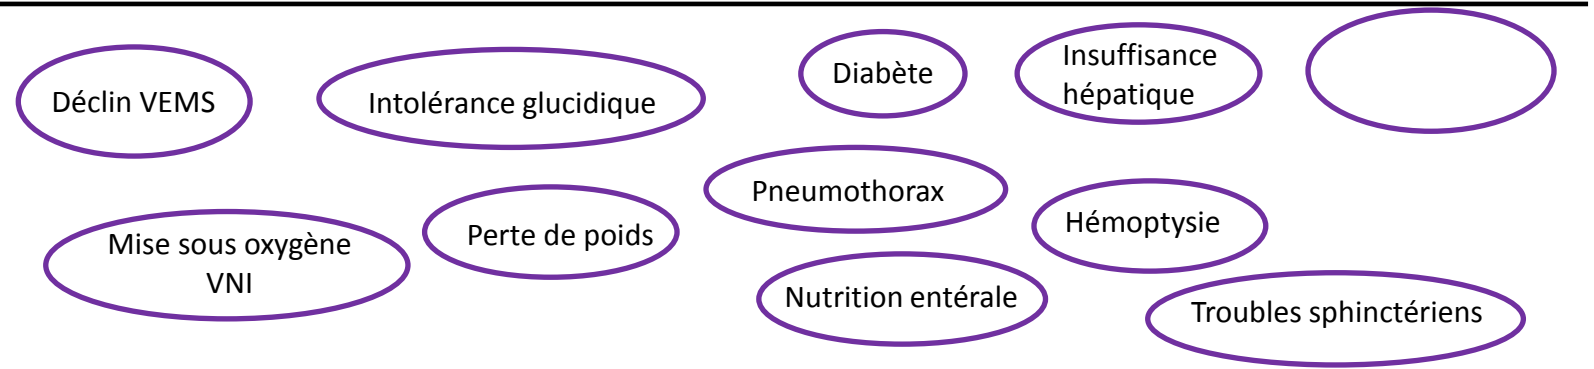 Déclin VEMS
Intolérance glucidique
Diabète
Insuffisance
hépatique
Mise sous oxygène
VNI
Perte de poids
Pneumothorax
Hémoptysie
Nutrition entérale
Troubles sphinctériens